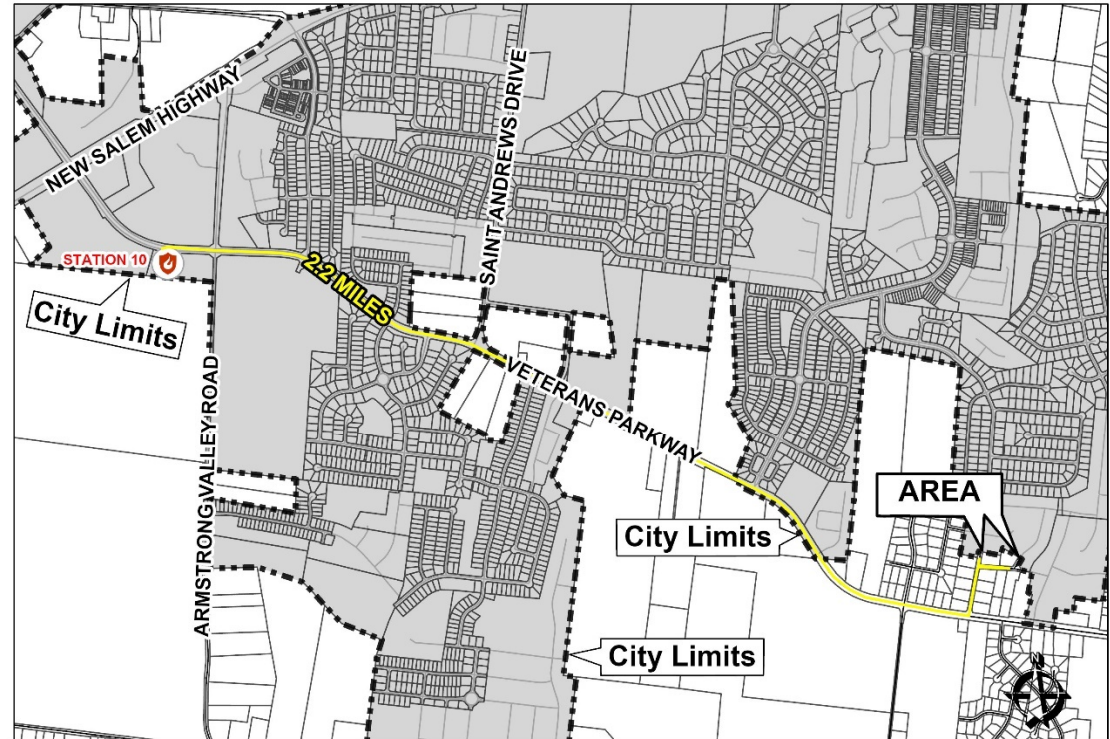 NEW SALEM HIGHWAY
SAINT ANDREWS DRIVE
STATION 10
City Limits
2.2 MILES
VETERANS PARKWAY
ARMSTRONG VALLEY ROAD
AREA
City Limits
City Limits
N